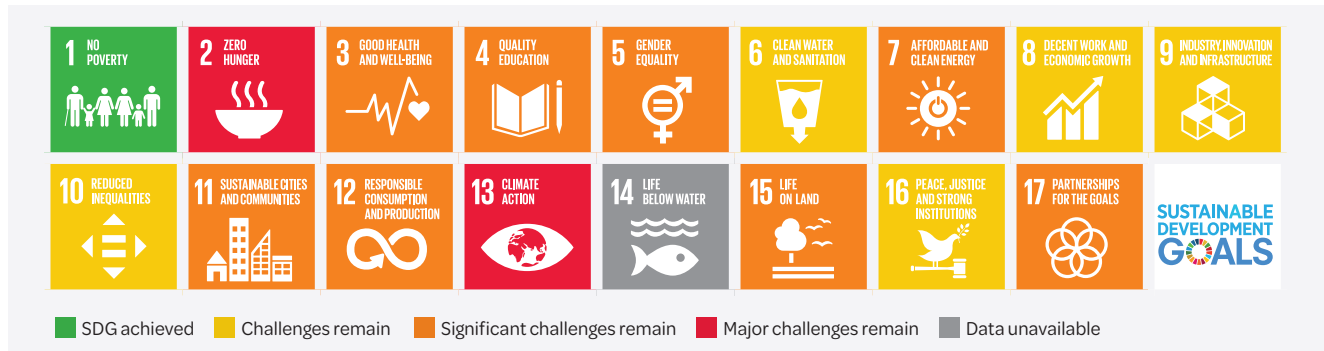 1 NO
POVERTY
2 ZERO
HUNGER
3 GOOD HEALTH
AND WELL-BEING
4 QUALITY
EDUCATION
5 GENDER
EQUALITY
6 CLEAN WATER
AND SANITATION
7 AFFORDABLE AND
CLEAN ENERGY
8 DECENT WORK AND
ECONOMIC GROWTH
9 INDUSTRY, INNOVATION
AND INFRASTRUCTURE
10 REDUCED
INEQUALITIES
11 SUSTAINABLE CITIES
AND COMMUNITIES
12 RESPONSIBLE
CONSUMPTION
AND PRODUCTION
13 CLIMATE
ACTION
14 LIFE
BELOW WATER
15 LIFE
ON LAND
16 PEACE, JUSTICE
AND STRONG
INSTITUTIONS
17 PARTNERSHIPS
FOR THE GOALS
SUSTAINABLE
DEVELOPMENT
GOALS
SDG achieved
Challenges remain
Significant challenges remain
Major challenges remain
Data unavailable